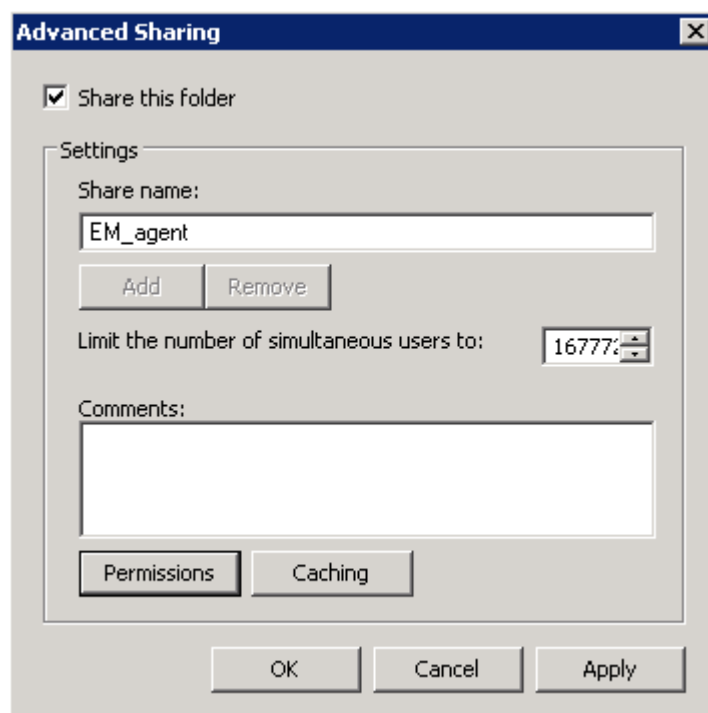 Advanced Sharing
Share this folder
Settings
Share name:
EM_agent
Add Remove
Limit the number of simultaneous users to:
Comments:
Permissions Caching
OK Cancel Apply